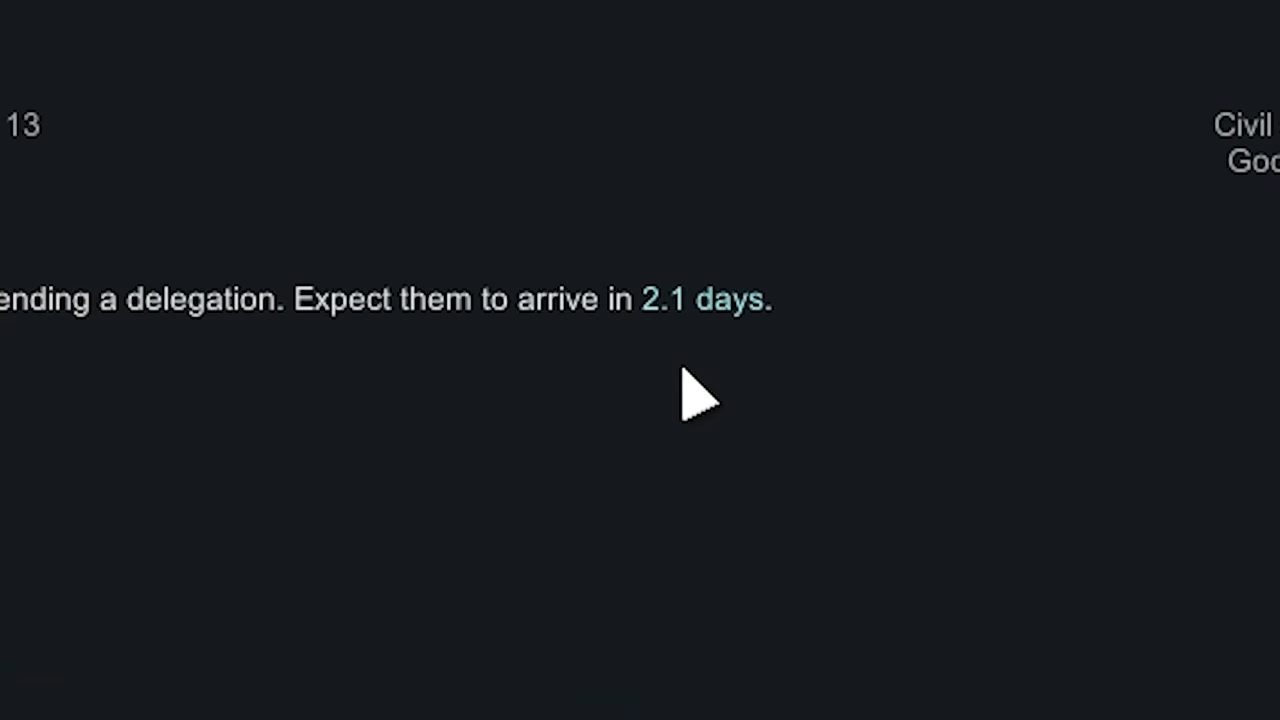 13
Civil
ending a delegation. Expect them to arrive in 2.1 days.